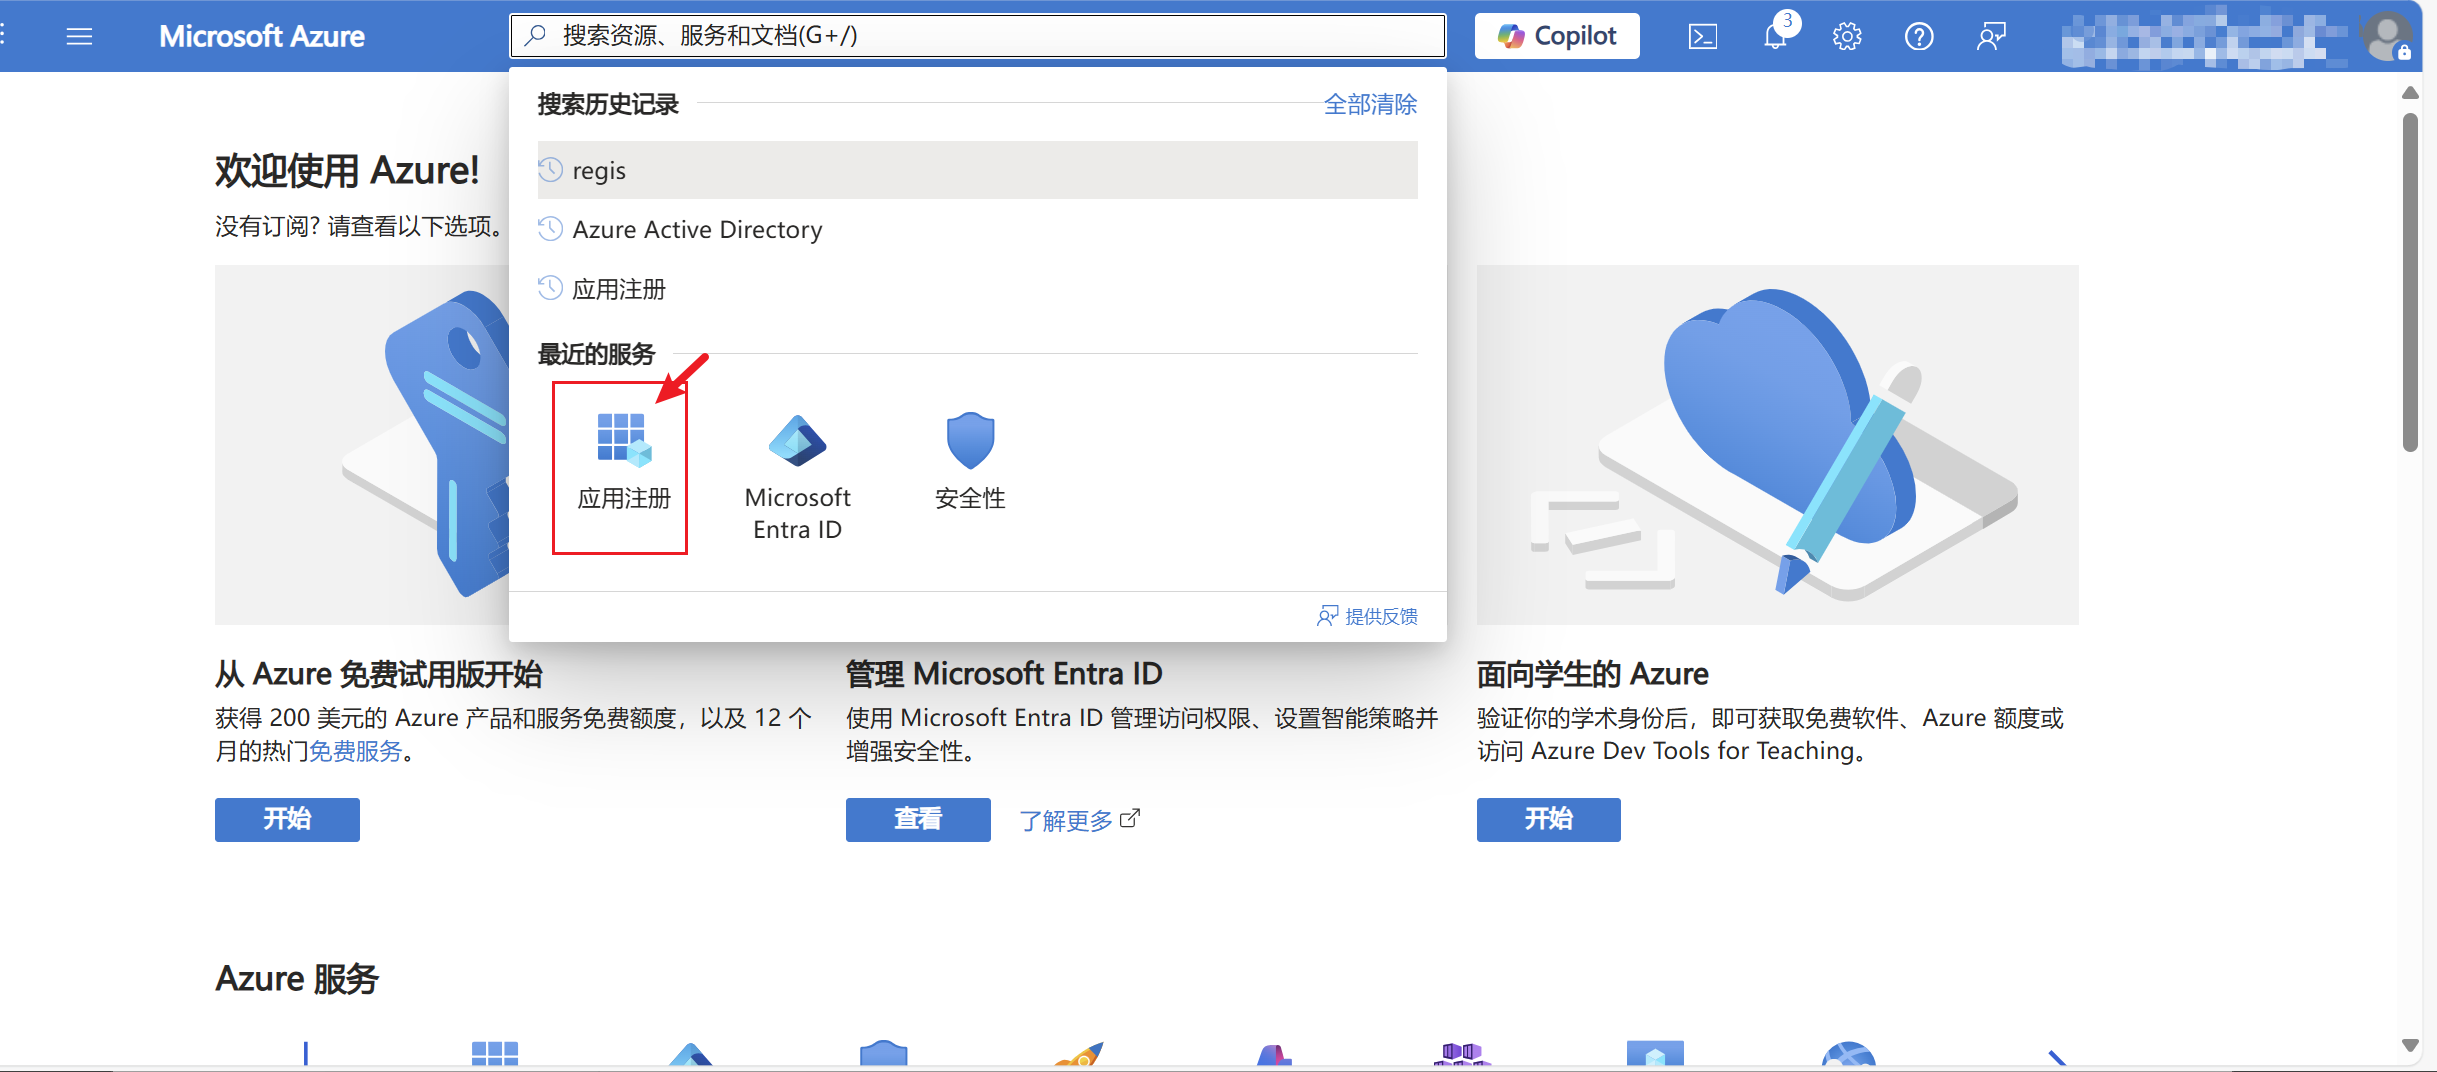 Microsoft Azure
搜索资源、服务和文档(G+/)
Copilot
3
搜索历史记录
全部清除
regis
Azure Active Directory
应用注册
最近的服务
应用注册
Microsoft
Entra ID
安全性
提供反馈
欢迎使用 Azure!
没有订阅? 请查看以下选项。
从 Azure 免费试用版开始
获得 200 美元的 Azure 产品和服务免费额度，以及 12 个
月的热门免费服务。
开始
管理 Microsoft Entra ID
使用 Microsoft Entra ID 管理访问权限、设置智能策略并
增强安全性。
查看
了解更多
面向学生的 Azure
验证你的学术身份后，即可获取免费软件、Azure 额度或
访问 Azure Dev Tools for Teaching。
开始
Azure 服务